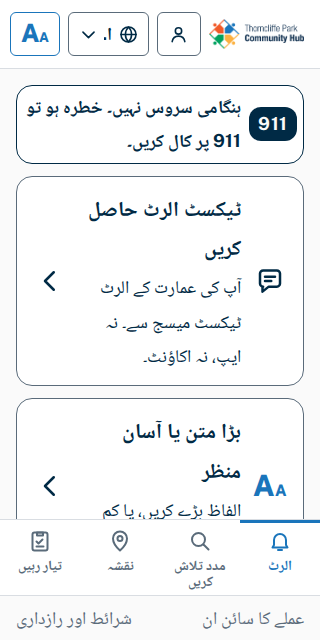 Thorncliffe Park
Community Hub
ا.
AA
911
ہنگامی سروس نہیں۔ خطرہ ہو تو
911 پر کال کریں۔
ٹیکسٹ الرٹ حاصل
کریں
آپ کی عمارت کے الرٹ
ٹیکسٹ میسج سے۔ نہ
ایپ، نہ اکاؤنٹ۔
AA
بڑا متن یا آسان
منظر
الفاظ بڑے کریں، یا کم
الرٹ
مدد تلاش
کریں
نقشہ
تیار رہیں
عملے کا سائن ان
شرائط اور رازداری